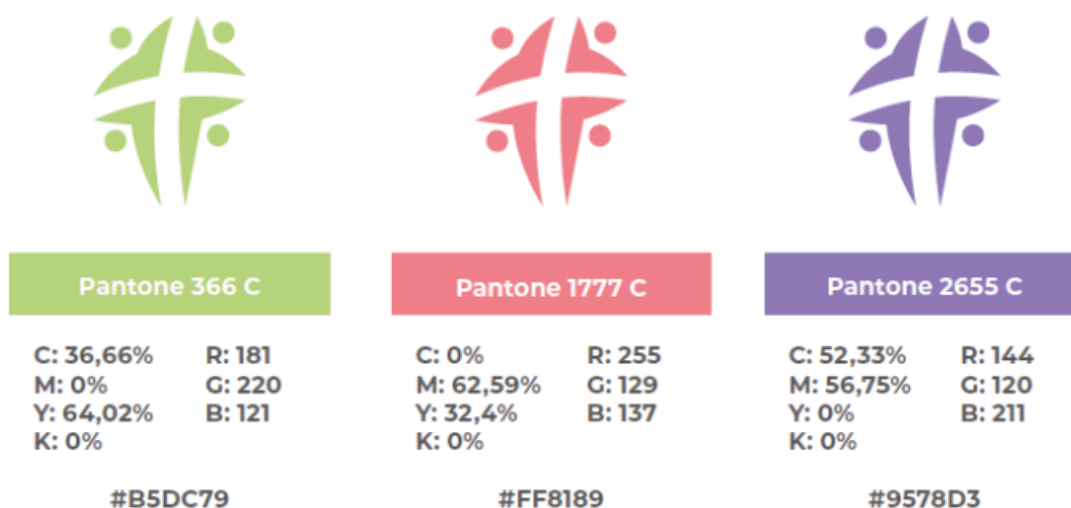 Pantone 366 C
C: 36,66% R: 181
M: 0% G: 220
Y: 64,02% B: 121
K: 0%
#B5DC79
Pantone 1777 C
C: 0% R: 255
M: 62,59% G: 129
Y: 32,4% B: 137
K: 0%
#FF8189
Pantone 2655 C
C: 52,33% R: 144
M: 56,75% G: 120
Y: 0% B: 211
K: 0%
#9578D3